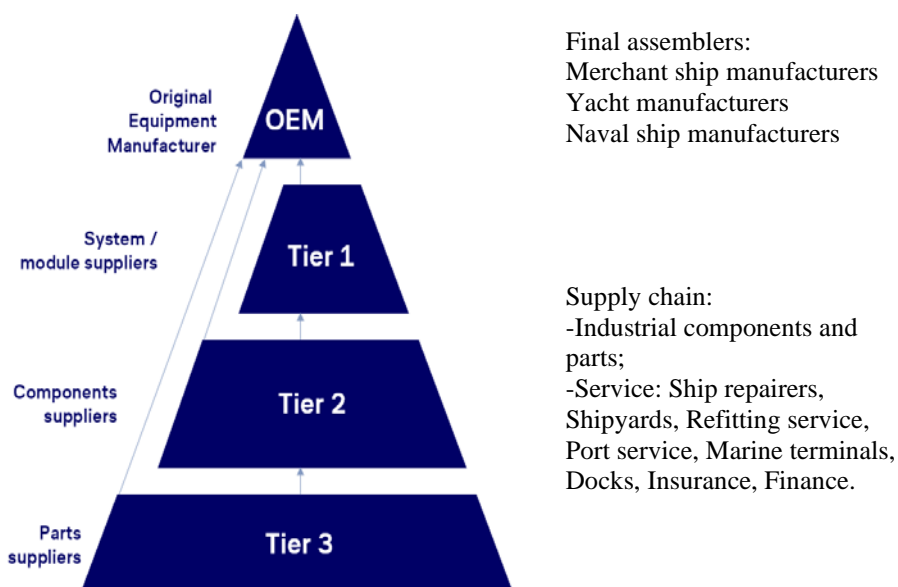 Original
Equipment
Manufacturer
OEM
Final assemblers:
Merchant ship manufacturers
Yacht manufacturers
Naval ship manufacturers
System /
module suppliers
Tier 1
Components
suppliers
Tier 2
Supply chain:
-Industrial components and
parts;
-Service: Ship repairers,
Shipyards, Refitting service,
Port service, Marine terminals,
Docks, Insurance, Finance.
Parts
suppliers
Tier 3